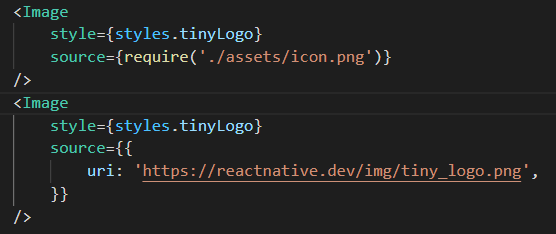 <Image
style={styles.tinyLogo}
source={require('./assets/icon.png')}
/>
<Image
style={styles.tinyLogo}
source={{
uri: 'https://reactnative.dev/img/tiny_logo.png',
}}
/>